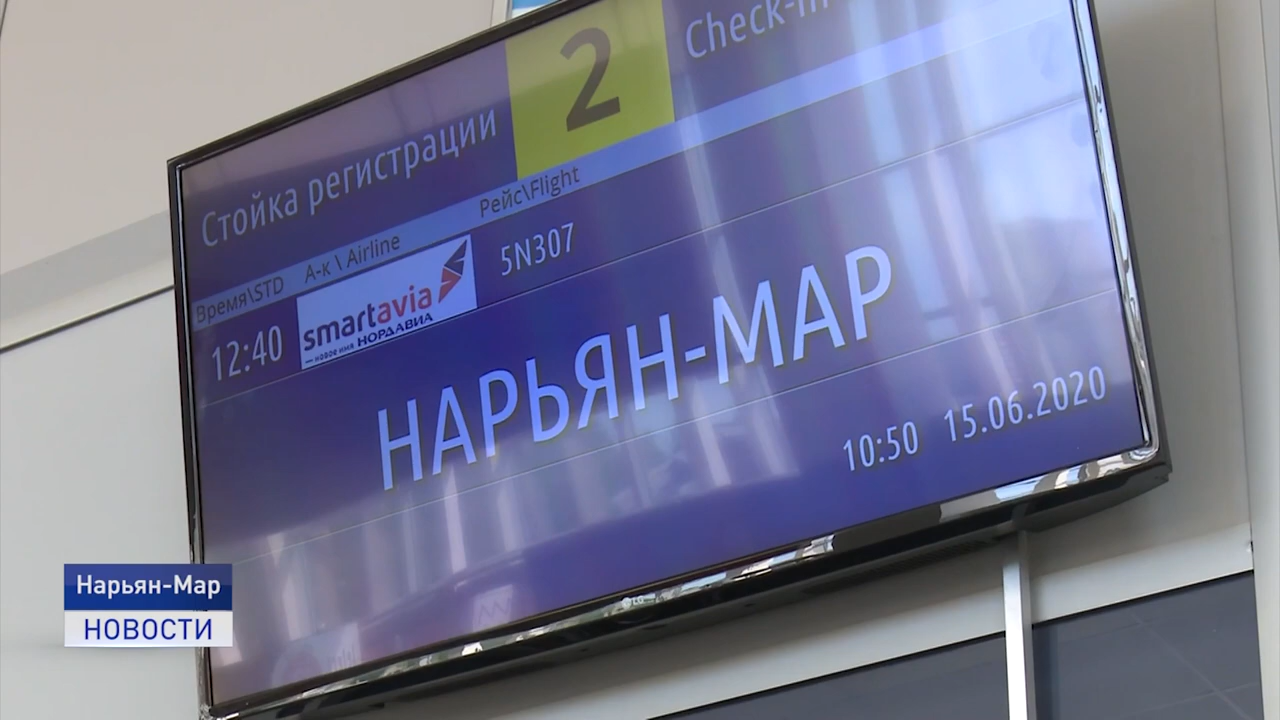 Стойка регистрации 2 Check-in
Время\STD А-к \ Airline Рейс\Flight
12:40 smartavia 5N307
— новое имя НОРДАВИА
НАРЬЯН-МАР
10:50 15.06.2020
LG
Нарьян-Мар
НОВОСТИ